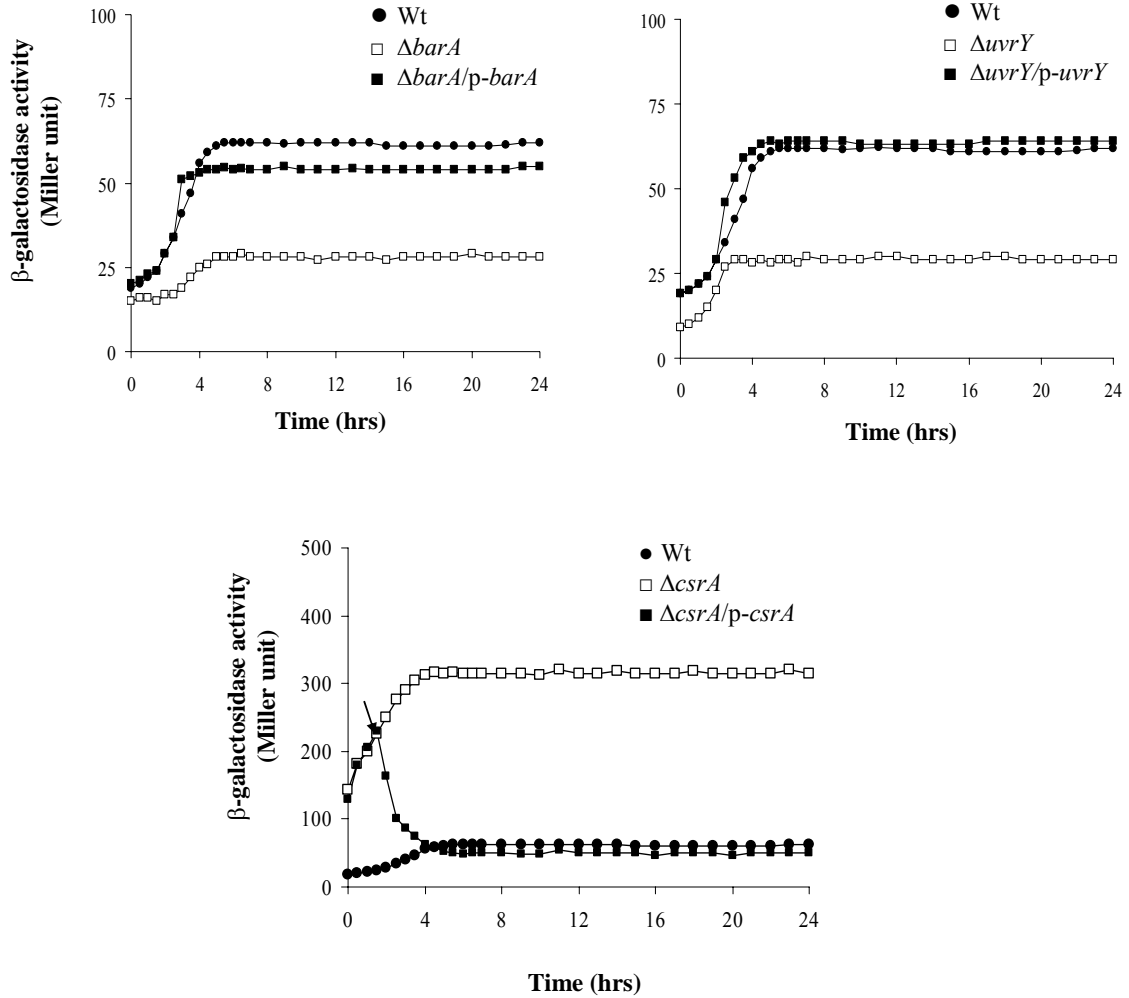 Wt
ΔbarA
ΔbarA/p-barA
100
75
50
25
0
β-galactosidase activity
(Miller unit)
0 4 8 12 16 20 24
Time (hrs)
Wt
ΔuvrY
ΔuvrY/p-uvrY
100
75
50
25
0
0 4 8 12 16 20 24
Time (hrs)
Wt
ΔcsrA
ΔcsrA/p-csrA
500
400
300
200
100
0
β-galactosidase activity
(Miller unit)
0 4 8 12 16 20 24
Time (hrs)